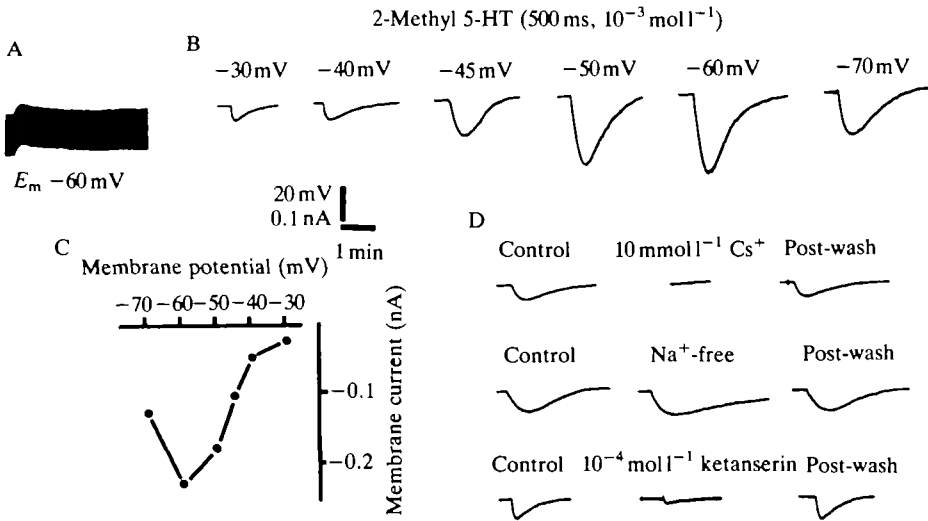 2-Methyl 5-HT (500 ms, 10⁻³ mol l⁻¹)
A
B
−30 mV −40 mV −45 mV −50 mV −60 mV −70 mV
Eₘ −60 mV
20 mV
0.1 nA
1 min
C
Membrane potential (mV)
−70 −60 −50 −40 −30
−0.1
−0.2
Membrane current (nA)
D
Control 10 mmol l⁻¹ Cs⁺ Post-wash
Control Na⁺-free Post-wash
Control 10⁻⁴ mol l⁻¹ ketanserin Post-wash